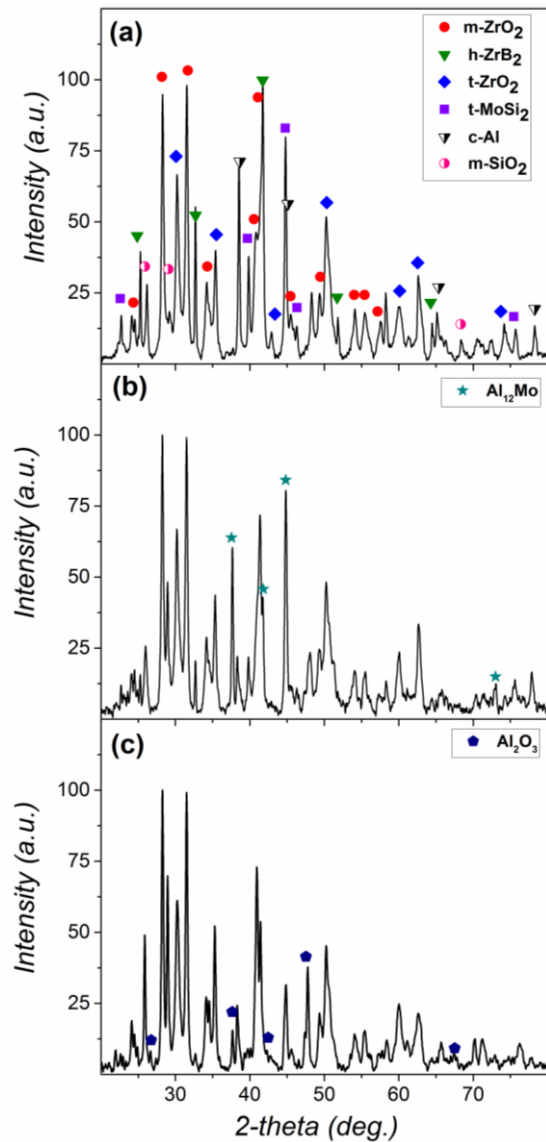 (a)
m-ZrO₂
h-ZrB₂
t-ZrO₂
t-MoSi₂
c-Al
m-SiO₂
100
75
50
25
Intensity (a.u.)
(b)
Al₁₂Mo
100
75
50
25
Intensity (a.u.)
(c)
Al₂O₃
100
75
50
25
Intensity (a.u.)
30 40 50 60 70
2-theta (deg.)